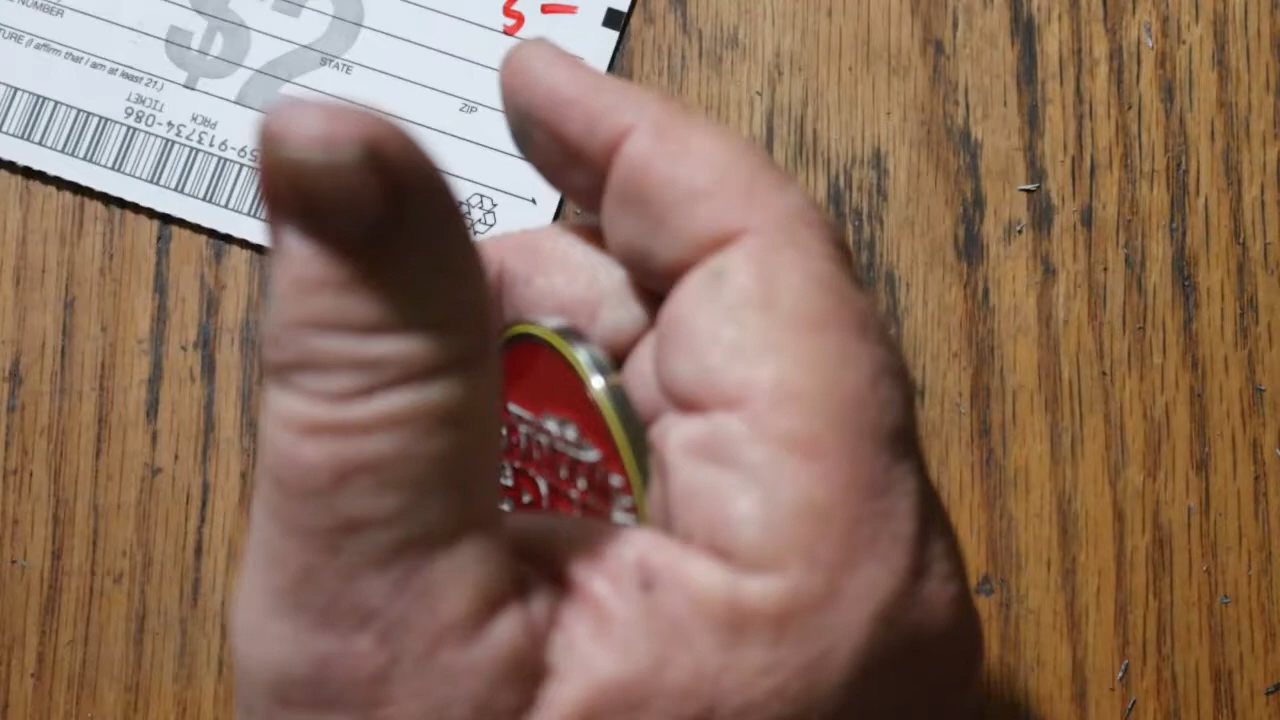 5-
$2
NUMBER
STATE
TURE (I affirm that I am at least 21.)
ZIP
TICKET
PACK
59-913734-086